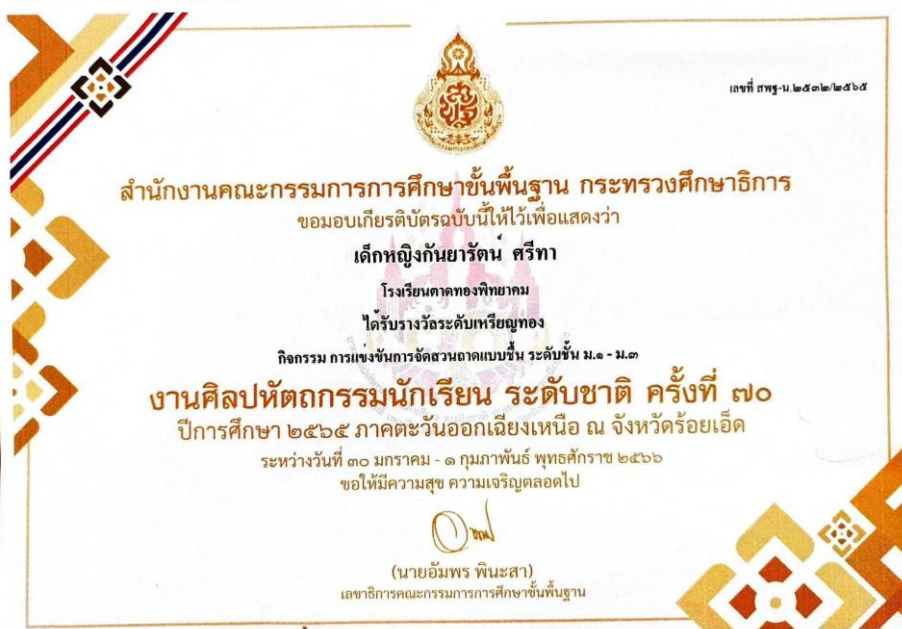 เลขที่ สพฐ-น.๒๕๓๒/๒๕๖๕
สำนักงานคณะกรรมการการศึกษาขั้นพื้นฐาน กระทรวงศึกษาธิการ
ขอมอบเกียรติบัตรฉบับนี้ให้ไว้เพื่อแสดงว่า
เด็กหญิงกันยารัตน์ ศรีทา
โรงเรียนตาดทองพิทยาคม
ได้รับรางวัลระดับเหรียญทอง
กิจกรรม การแข่งขันการจัดสวนถาดแบบชื้น ระดับชั้น ม.๑ - ม.๓
งานศิลปหัตถกรรมนักเรียน ระดับชาติ ครั้งที่ ๗๐
ปีการศึกษา ๒๕๖๕ ภาคตะวันออกเฉียงเหนือ ณ จังหวัดร้อยเอ็ด
ระหว่างวันที่ ๓๐ มกราคม - ๑ กุมภาพันธ์ พุทธศักราช ๒๕๖๖
ขอให้มีความสุข ความเจริญตลอดไป
(นายอัมพร พินะสา)
เลขาธิการคณะกรรมการการศึกษาขั้นพื้นฐาน